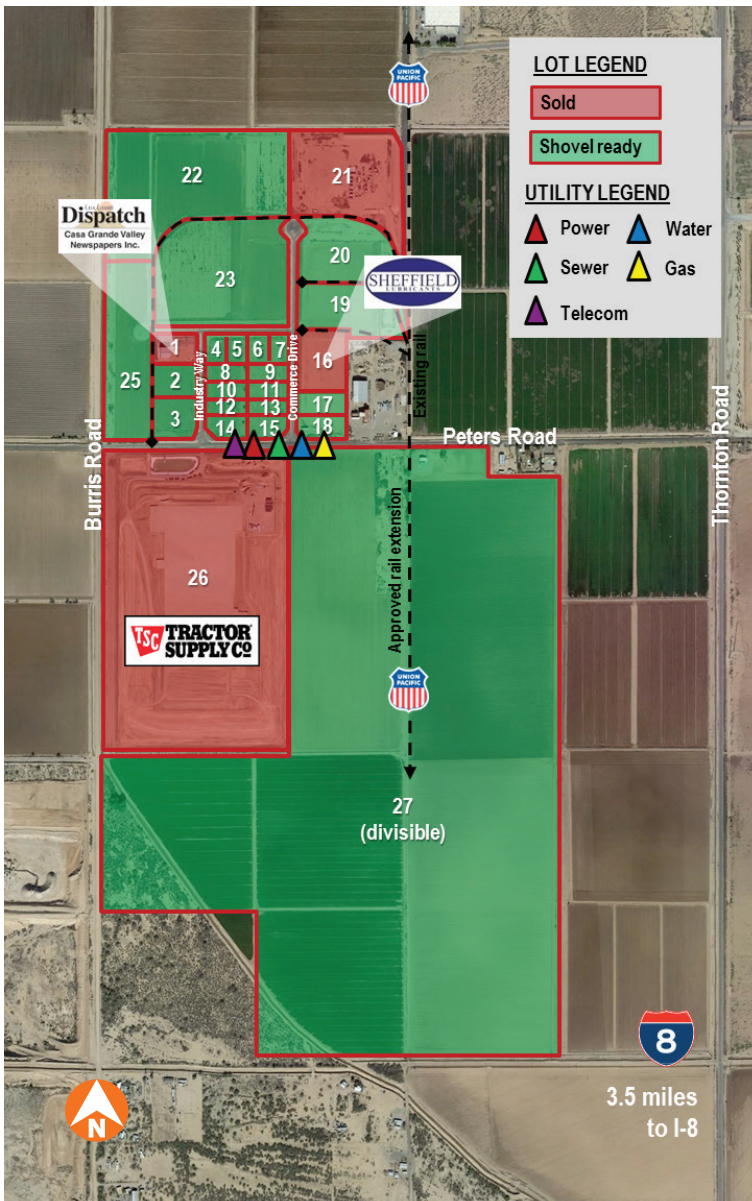 UNION
PACIFIC
LOT LEGEND
Sold
Shovel ready
UTILITY LEGEND
Power
Water
Sewer
Gas
Telecom
22
21
CASA GRANDE
Dispatch
Casa Grande Valley
Newspapers Inc.
20
23
SHEFFIELD
LUBRICANTS
19
1
4 5 6 7
16
25
2
8 9
10 11
3
12 13
17
14 15
18
Industry Way
Commerce Drive
Existing rail
Peters Road
Burris Road
Thornton Road
Approved rail extension
26
TSC TRACTOR
SUPPLY CO
UNION
PACIFIC
27
(divisible)
8
3.5 miles
to I-8
N